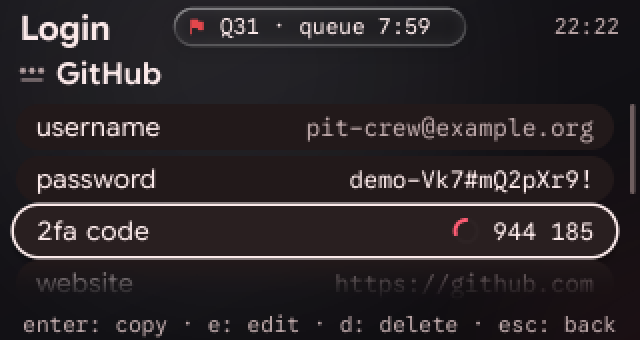 Login Q31 · queue 7:59 22:22
GitHub
username pit-crew@example.org
password demo-Vk7#mQ2pXr9!
2fa code 944 185
website https://github.com
enter: copy · e: edit · d: delete · esc: back